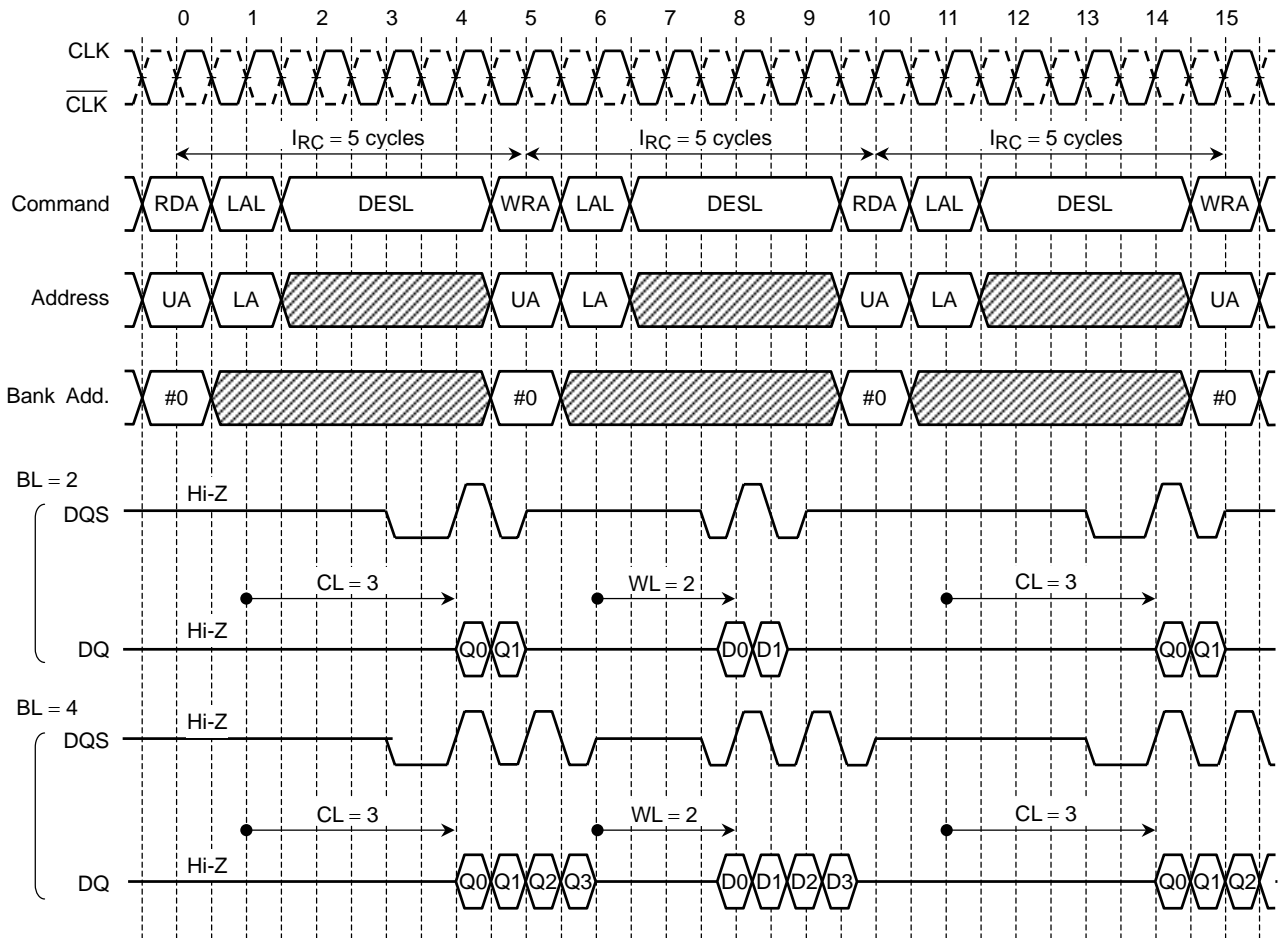 0 1 2 3 4 5 6 7 8 9 10 11 12 13 14 15
CLK
CLK
IRC = 5 cycles IRC = 5 cycles IRC = 5 cycles
Command RDA LAL DESL WRA LAL DESL RDA LAL DESL WRA
Address UA LA UA LA UA LA UA
Bank Add. #0 #0 #0 #0
BL = 2
Hi-Z
DQS
CL = 3 WL = 2 CL = 3
Hi-Z
DQ Q0 Q1 D0 D1 Q0 Q1
BL = 4
Hi-Z
DQS
CL = 3 WL = 2 CL = 3
Hi-Z
DQ Q0 Q1 Q2 Q3 D0 D1 D2 D3 Q0 Q1 Q2